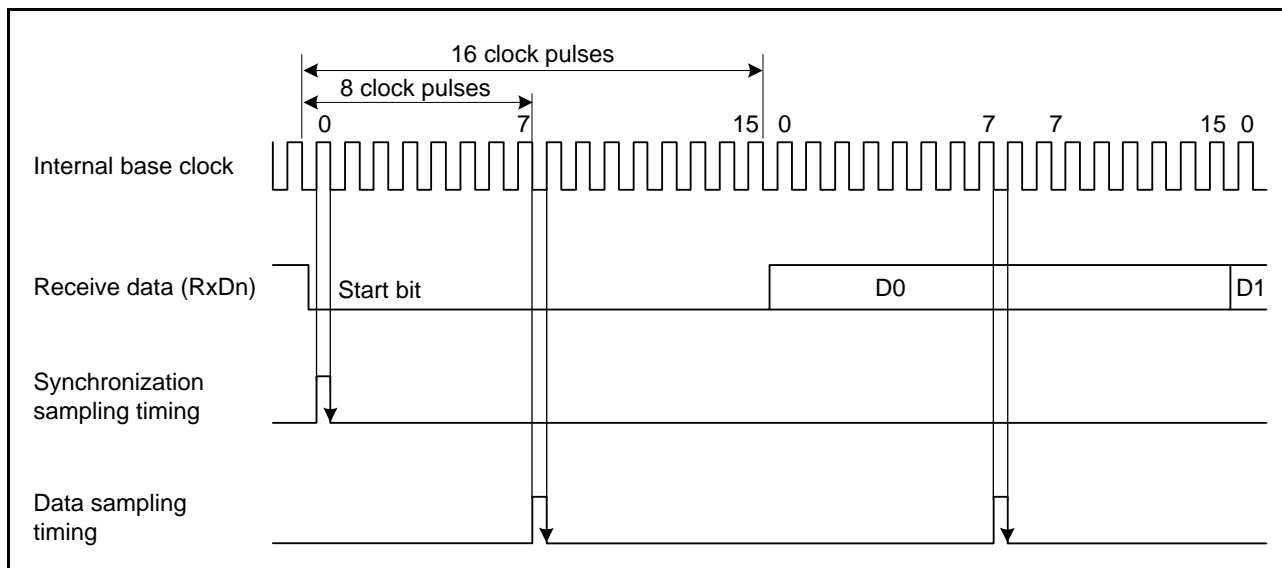 16 clock pulses
8 clock pulses
0 7 15 0 7 7 15 0
Internal base clock
Receive data (RxDn)
Start bit
D0
D1
Synchronization
sampling timing
Data sampling
timing